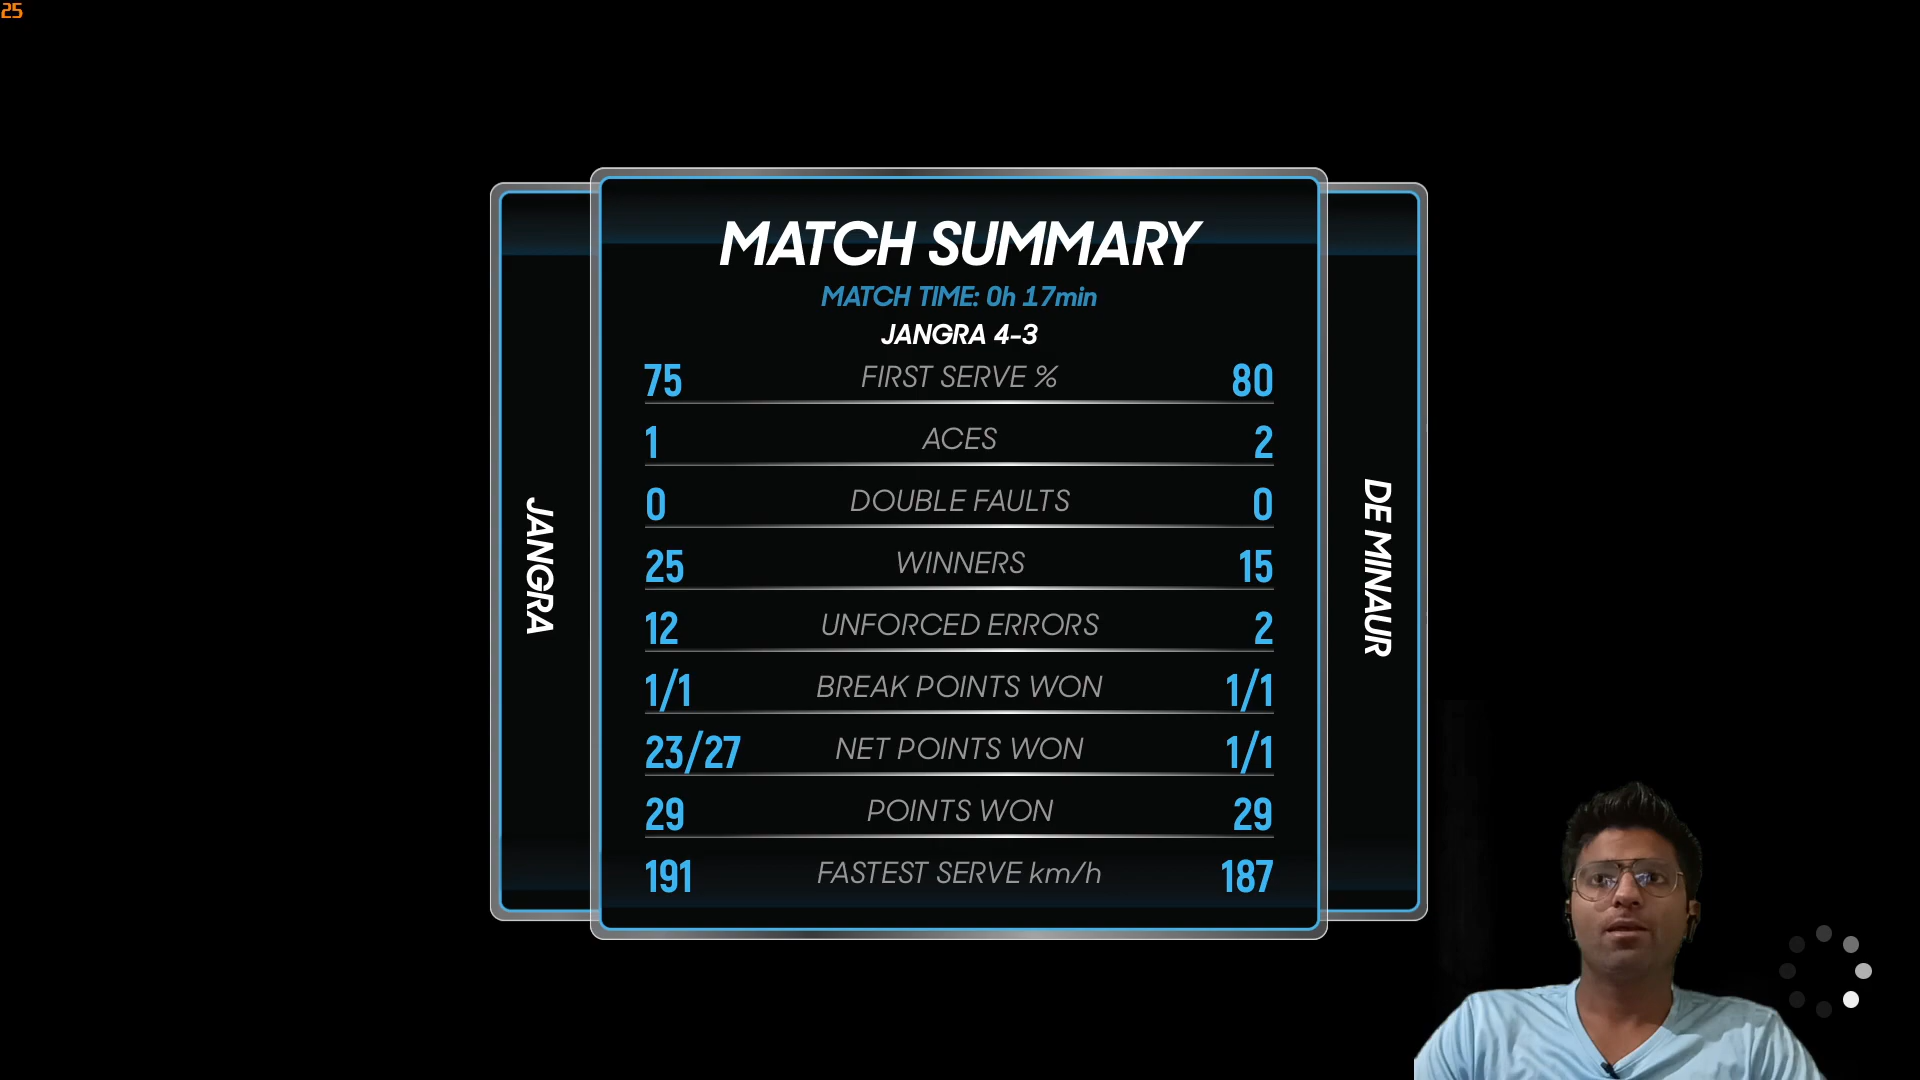 25
MATCH SUMMARY
MATCH TIME: 0h 17min
JANGRA 4-3
75 FIRST SERVE % 80
1 ACES 2
0 DOUBLE FAULTS 0
25 WINNERS 15
12 UNFORCED ERRORS 2
1/1 BREAK POINTS WON 1/1
23/27 NET POINTS WON 1/1
29 POINTS WON 29
191 FASTEST SERVE km/h 187
JANGRA
DE MINAUR